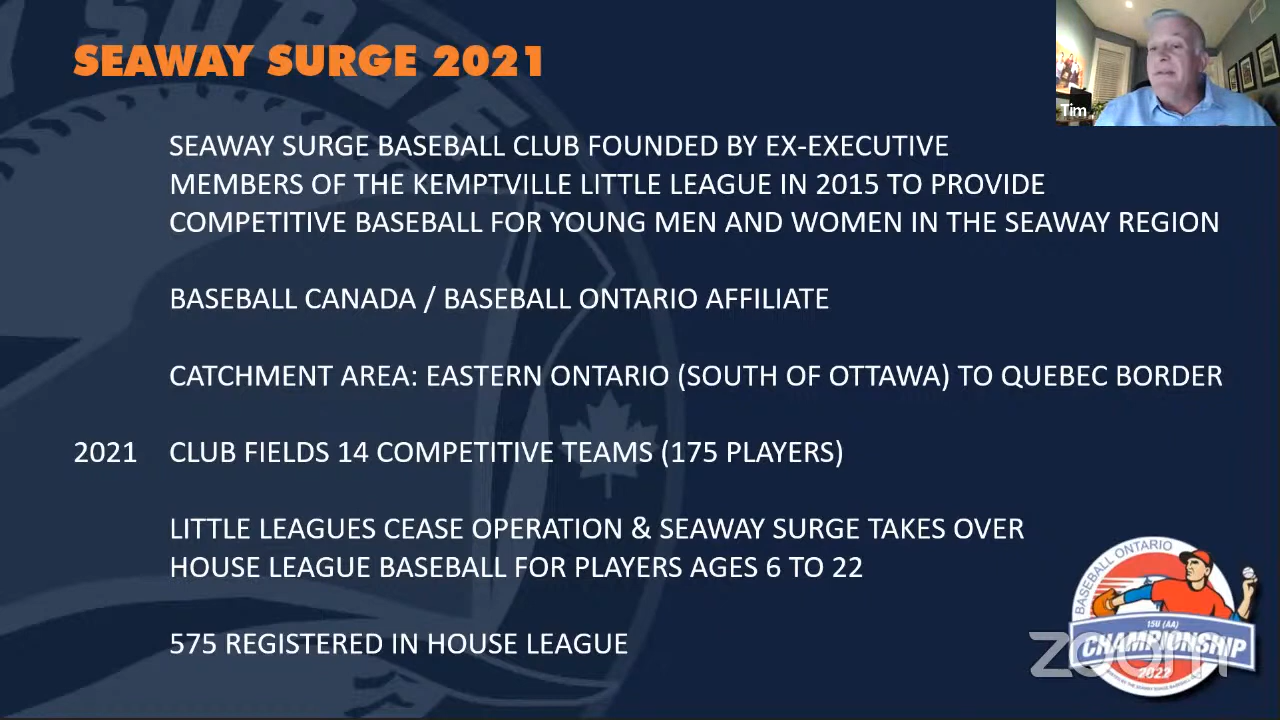 SEAWAY SURGE 2021
Tim
SEAWAY SURGE BASEBALL CLUB FOUNDED BY EX-EXECUTIVE
MEMBERS OF THE KEMPTVILLE LITTLE LEAGUE IN 2015 TO PROVIDE
COMPETITIVE BASEBALL FOR YOUNG MEN AND WOMEN IN THE SEAWAY REGION
BASEBALL CANADA / BASEBALL ONTARIO AFFILIATE
CATCHMENT AREA: EASTERN ONTARIO (SOUTH OF OTTAWA) TO QUEBEC BORDER
2021 CLUB FIELDS 14 COMPETITIVE TEAMS (175 PLAYERS)
LITTLE LEAGUES CEASE OPERATION & SEAWAY SURGE TAKES OVER
HOUSE LEAGUE BASEBALL FOR PLAYERS AGES 6 TO 22
575 REGISTERED IN HOUSE LEAGUE
BASEBALL ONTARIO
15U (AA)
CHAMPIONSHIP
2022
zoom
SURGE